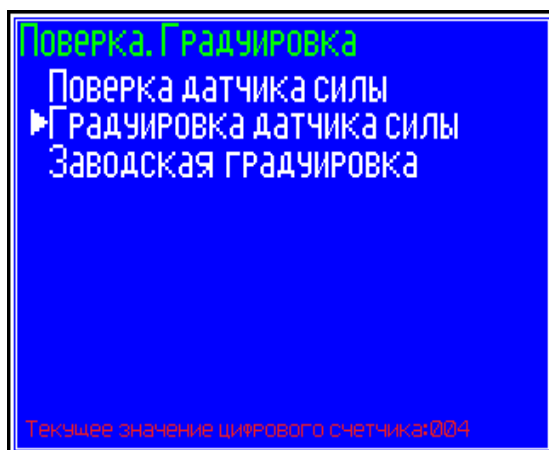 Поверка. Градуировка
Поверка датчика силы
Градуировка датчика силы
Заводская градуировка
Текущее значение цифрового счетчика:004